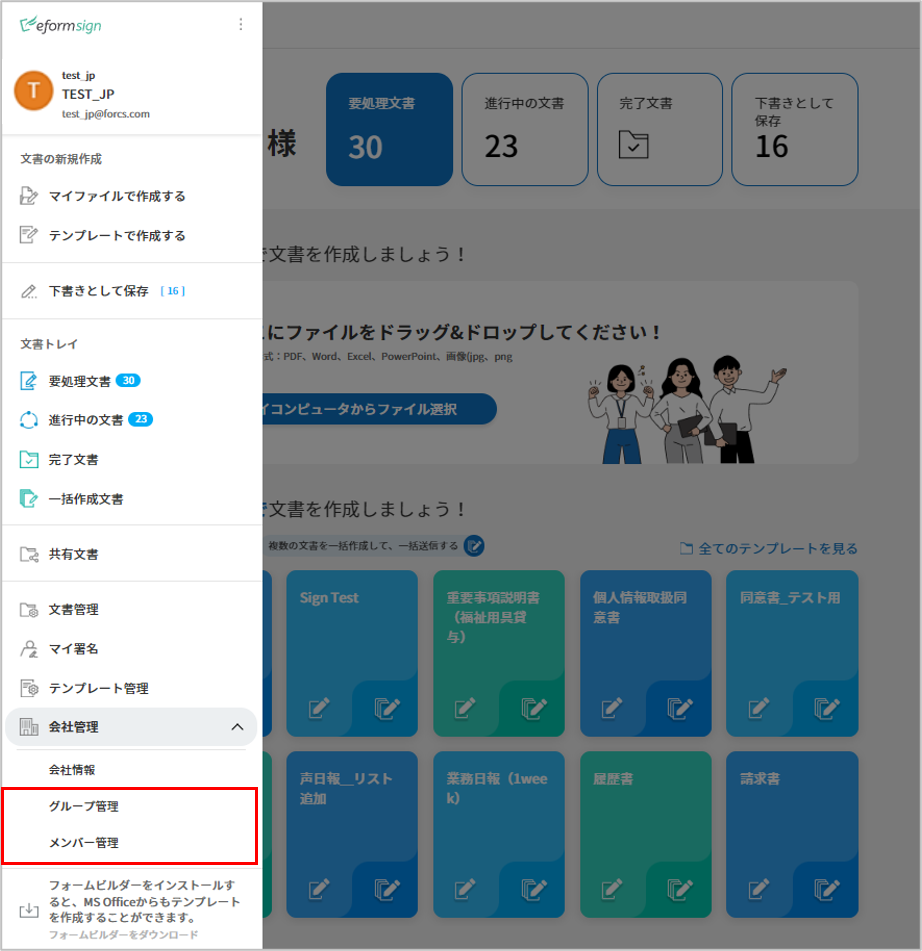 eformsign
T
test_jp
TEST_JP
test_jp@forcs.com
文書の新規作成
マイファイルで作成する
テンプレートで作成する
下書きとして保存 [ 16 ]
文書トレイ
要処理文書 30
進行中の文書 23
完了文書
一括作成文書
共有文書
文書管理
マイ署名
テンプレート管理
会社管理
会社情報
グループ管理
メンバー管理
フォームビルダーをインストールす
ると、MS Officeからもテンプレート
を作成することができます。
フォームビルダーをダウンロード
様
要処理文書
30
進行中の文書
23
完了文書
下書きとして
保存
16
で文書を作成しましょう！
こにファイルをドラッグ&ドロップしてください！
式：PDF、Word、Excel、PowerPoint、画像(jpg、png
イコンピュータからファイル選択
で文書を作成しましょう！
複数の文書を一括作成して、一括送信する
全てのテンプレートを見る
Sign Test
重要事項説明書
（福祉用具貸
与）
個人情報取扱同
意書
同意書_テスト用
声日報__リスト
追加
業務日報（1wee
k）
履歴書
請求書